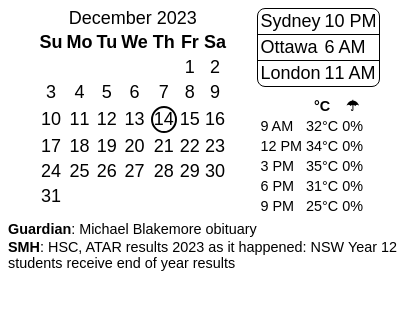 December 2023
Su Mo Tu We Th Fr Sa
1 2
3 4 5 6 7 8 9
10 11 12 13 14 15 16
17 18 19 20 21 22 23
24 25 26 27 28 29 30
31
Sydney 10 PM
Ottawa 6 AM
London 11 AM
°C ☂
9 AM 32°C 0%
12 PM 34°C 0%
3 PM 35°C 0%
6 PM 31°C 0%
9 PM 25°C 0%
Guardian: Michael Blakemore obituary
SMH: HSC, ATAR results 2023 as it happened: NSW Year 12
students receive end of year results